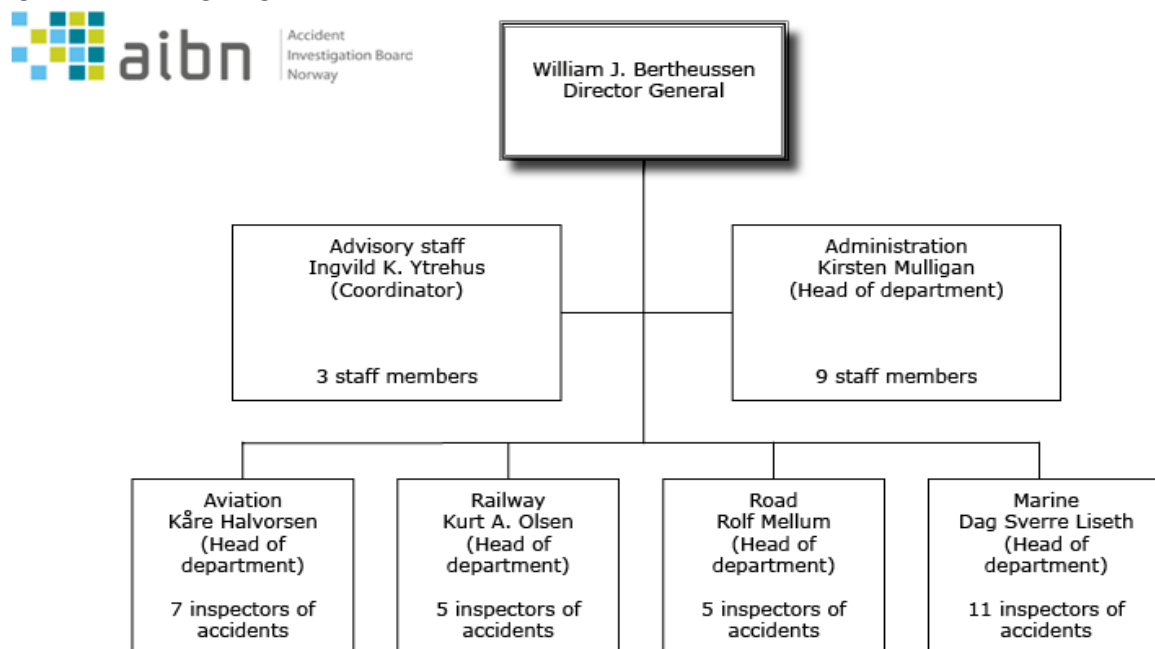 aibn
Accident
Investigation Board
Norway
William J. Bertheussen
Director General
Advisory staff
Ingvild K. Ytrehus
(Coordinator)
3 staff members
Administration
Kirsten Mulligan
(Head of department)
9 staff members
Aviation
Kåre Halvorsen
(Head of
department)
7 inspectors of
accidents
Railway
Kurt A. Olsen
(Head of
department)
5 inspectors of
accidents
Road
Rolf Mellum
(Head of
department)
5 inspectors of
accidents
Marine
Dag Sverre Liseth
(Head of
department)
11 inspectors of
accidents